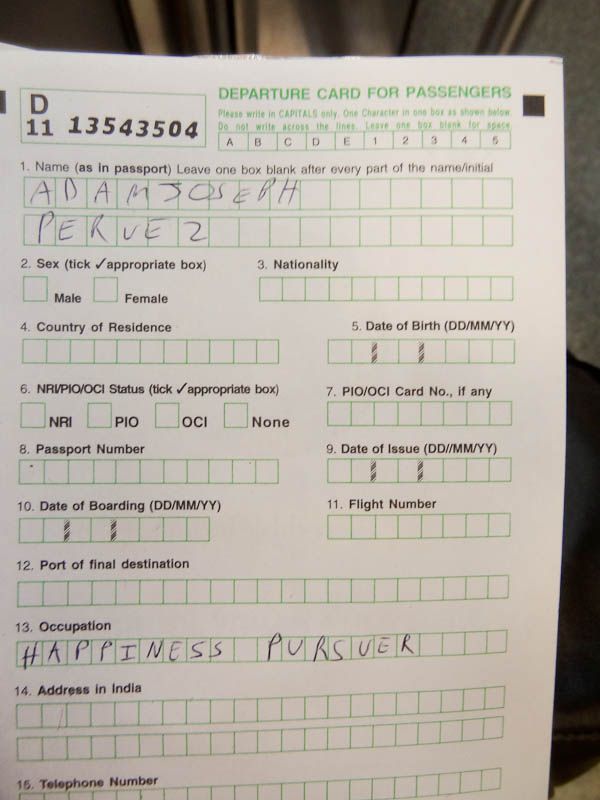 D
11 13543504
DEPARTURE CARD FOR PASSENGERS
Please write in CAPITALS only. One Character in one box as shown below.
Do not write across the lines. Leave one box blank for space.
A B C D E 1 2 3 4 5
1. Name (as in passport) Leave one box blank after every part of the name/initial
ADAM JOSEPH
PERVEZ
2. Sex (tick ✓appropriate box)
Male Female
3. Nationality
4. Country of Residence
5. Date of Birth (DD/MM/YY)
6. NRI/PIO/OCI Status (tick ✓appropriate box)
NRI PIO OCI None
7. PIO/OCI Card No., if any
8. Passport Number
9. Date of Issue (DD//MM/YY)
10. Date of Boarding (DD/MM/YY)
11. Flight Number
12. Port of final destination
13. Occupation
HAPPINESS PURSUER
14. Address in India
15. Telephone Number